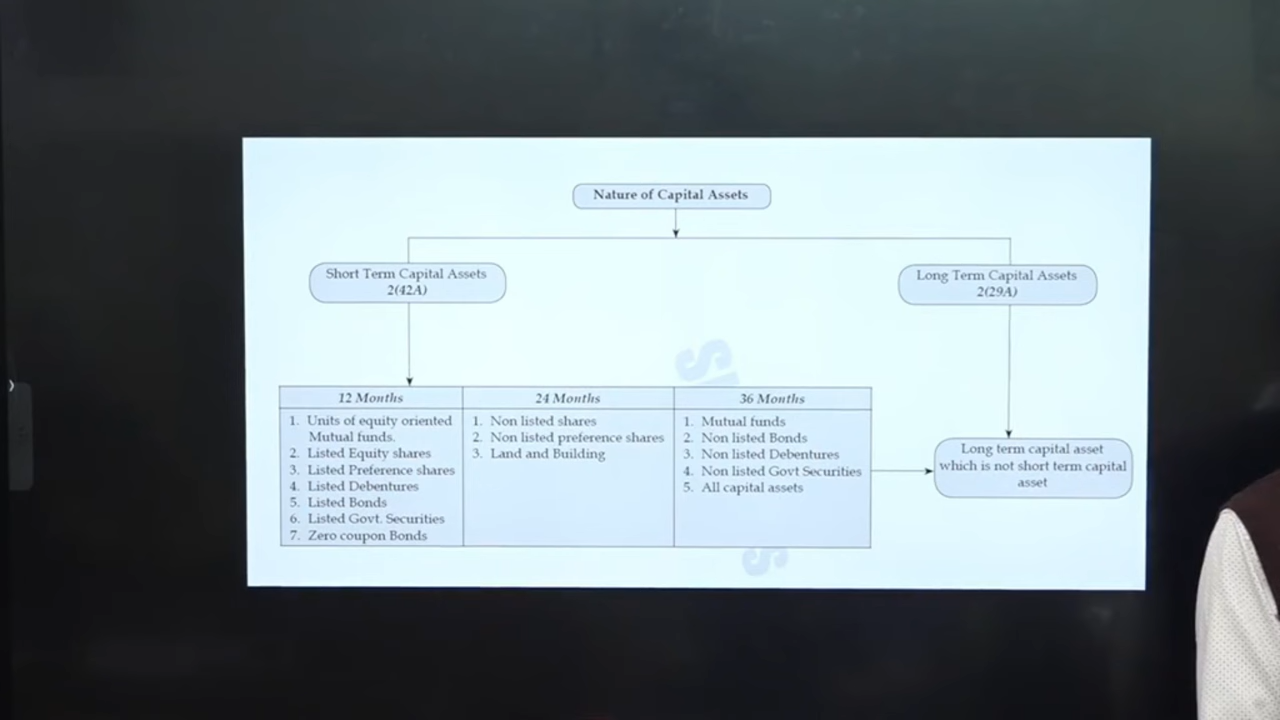 Nature of Capital Assets
Short Term Capital Assets
2(42A)
Long Term Capital Assets
2(29A)
12 Months
1. Units of equity oriented
Mutual funds.
2. Listed Equity shares
3. Listed Preference shares
4. Listed Debentures
5. Listed Bonds
6. Listed Govt. Securities
7. Zero coupon Bonds
24 Months
1. Non listed shares
2. Non listed preference shares
3. Land and Building
36 Months
1. Mutual funds
2. Non listed Bonds
3. Non listed Debentures
4. Non listed Govt Securities
5. All capital assets
Long term capital asset
which is not short term capital
asset